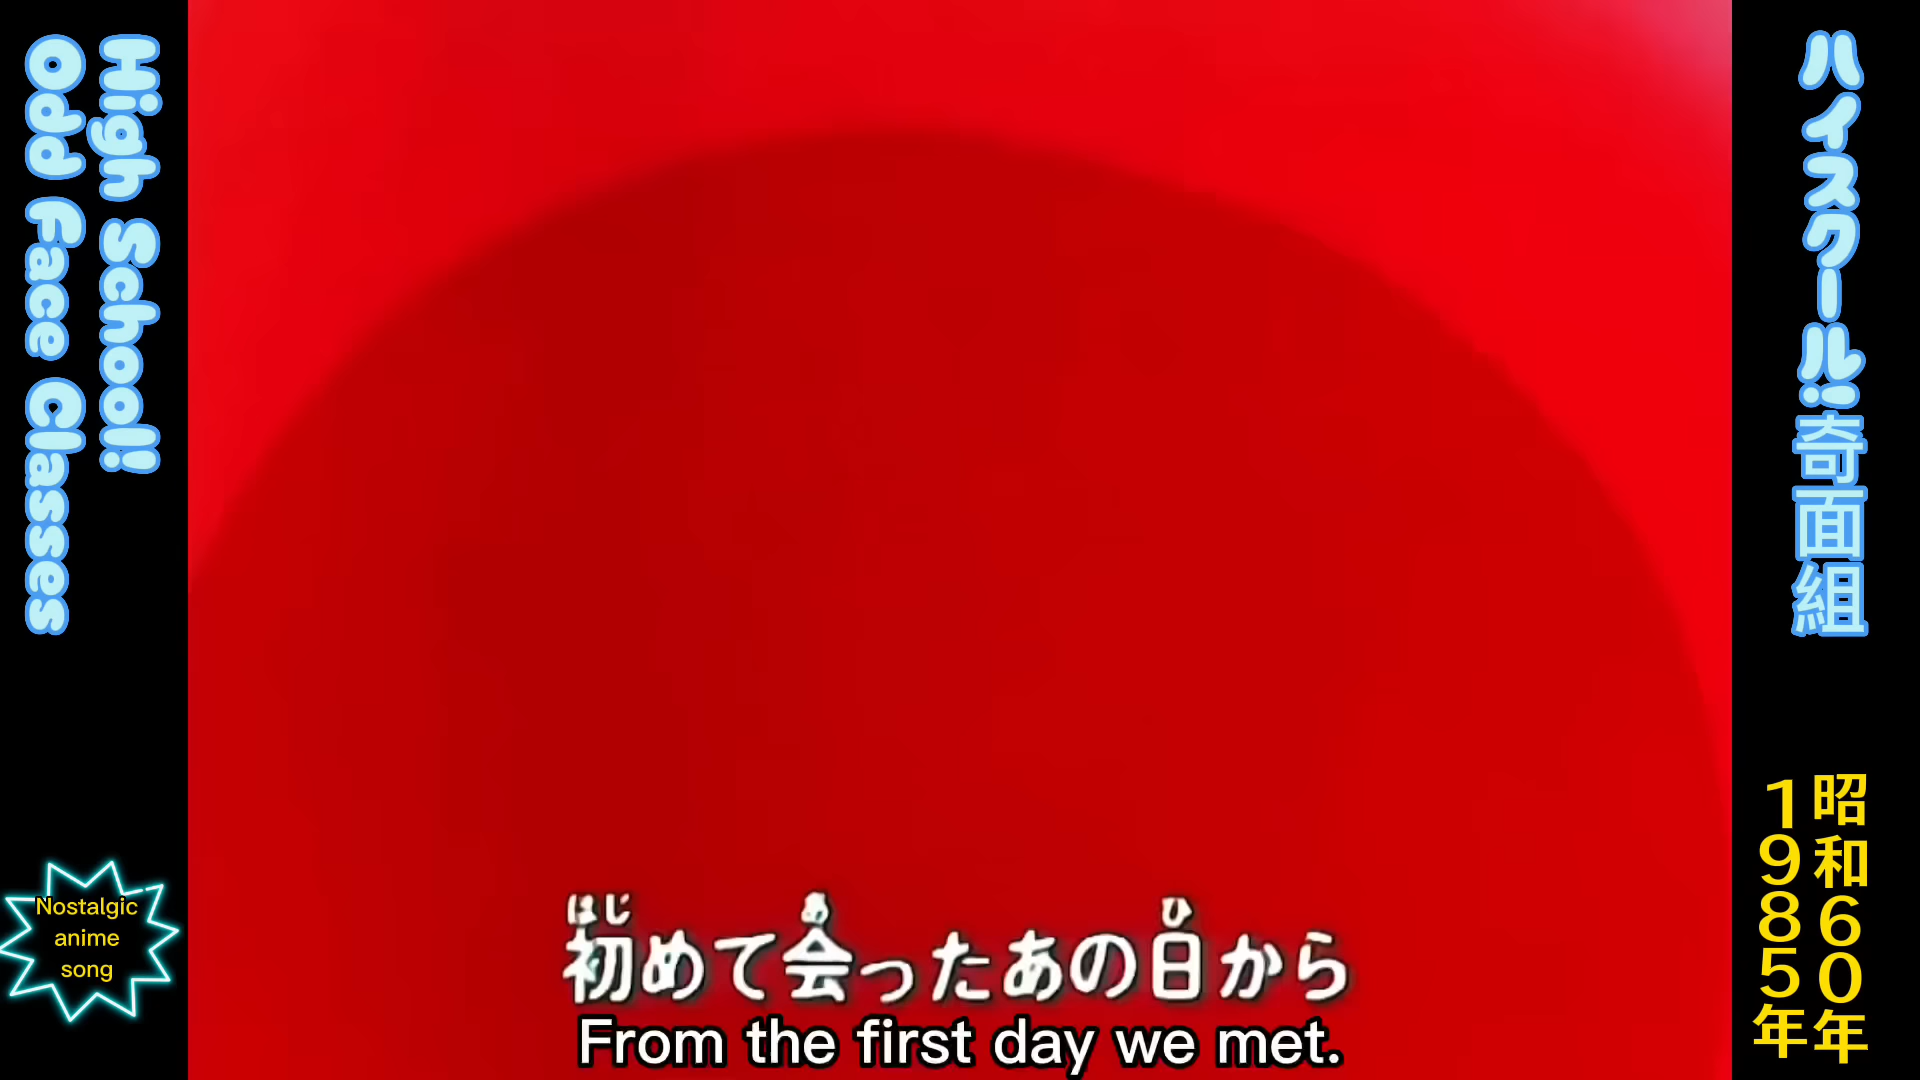 High School!
Odd Face Classes
ハイスクール!奇面組
昭和60年
1985年
Nostalgic
anime
song
はじ あ ひ
初めて会ったあの日から
From the first day we met.